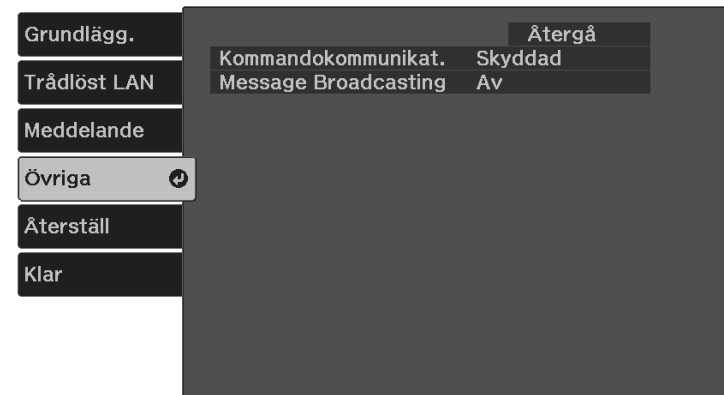 Grundlägg.
Trådlöst LAN
Meddelande
Övriga
Återställ
Klar
Återgå
Kommandokommunikat. Skyddad
Message Broadcasting Av